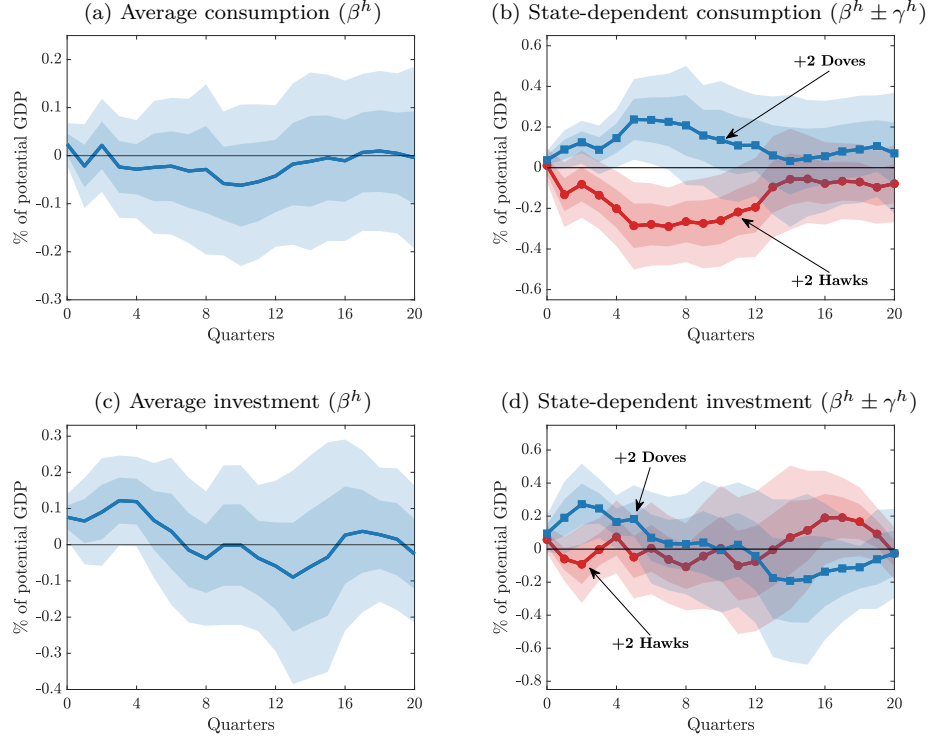 (a) Average consumption (β^h)
% of potential GDP
0.2
0.1
0
-0.1
-0.2
-0.3
0 4 8 12 16 20
Quarters
(b) State-dependent consumption (β^h ± γ^h)
% of potential GDP
0.6
0.4
0.2
0
-0.2
-0.4
-0.6
+2 Doves
+2 Hawks
0 4 8 12 16 20
Quarters
(c) Average investment (β^h)
% of potential GDP
0.3
0.2
0.1
0
-0.1
-0.2
-0.3
-0.4
0 4 8 12 16 20
Quarters
(d) State-dependent investment (β^h ± γ^h)
% of potential GDP
0.6
0.4
0.2
0
-0.2
-0.4
-0.6
-0.8
+2 Doves
+2 Hawks
0 4 8 12 16 20
Quarters